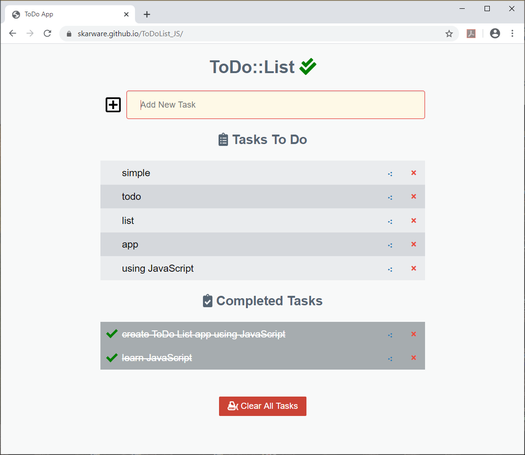 ToDo App
skarware.github.io/ToDoList_JS/
ToDo::List
Add New Task
Tasks To Do
simple
todo
list
app
using JavaScript
Completed Tasks
create ToDo List app using JavaScript
learn JavaScript
Clear All Tasks